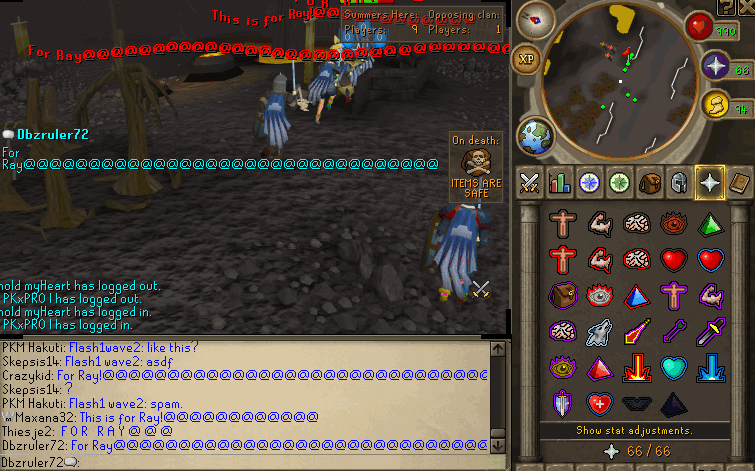 This is for Ray!@@@
Summers Here:
Opposing clan:
Players: 9
Players: 1
For Ray@@@@@@@@@@@@@@@@@@@@@@@@@@@@
XP
990
66
94
Dbzruler72
For
Ray@@@@@@@@@@@@@@@@@@@@@@@@@@@@@@@@
On death:
ITEMS ARE
SAFE
hold myHeart has logged out.
PKxPRO I has logged out.
hold myHeart has logged in.
PKxPRO I has logged in.
PKM Hakuti: Flash1wave2: like this?
Skepsis14: Flash1 wave2: asdf
Crazykid: For Ray!@@@@@@@@@@@@@@@@@@@@@@@@@@@@@
Skepsis14: ?
PKM Hakuti: Flash1 wave2: spam.
Maxana32: This is for Ray!@@@@@@@@@@@@
Thiesje2: F O R R A Y @ @ @
Dbzruler72: For Ray@@@@@@@@@@@@@@@@@@@@@@@@@@@@@
Dbzruler72:
Show stat adjustments.
66 / 66